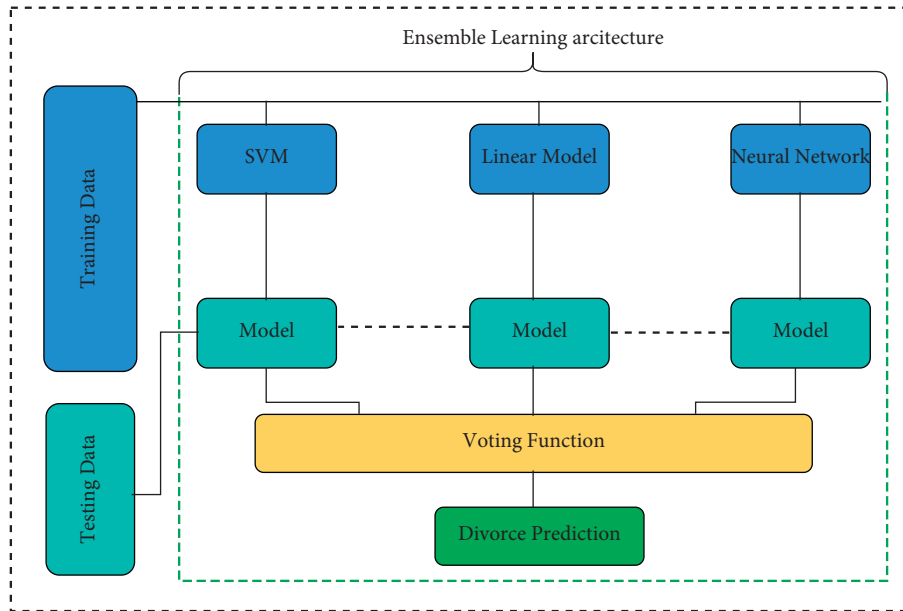 Ensemble Learning arcitecture
Training Data
SVM
Linear Model
Neural Network
Model
Model
Model
Testing Data
Voting Function
Divorce Prediction